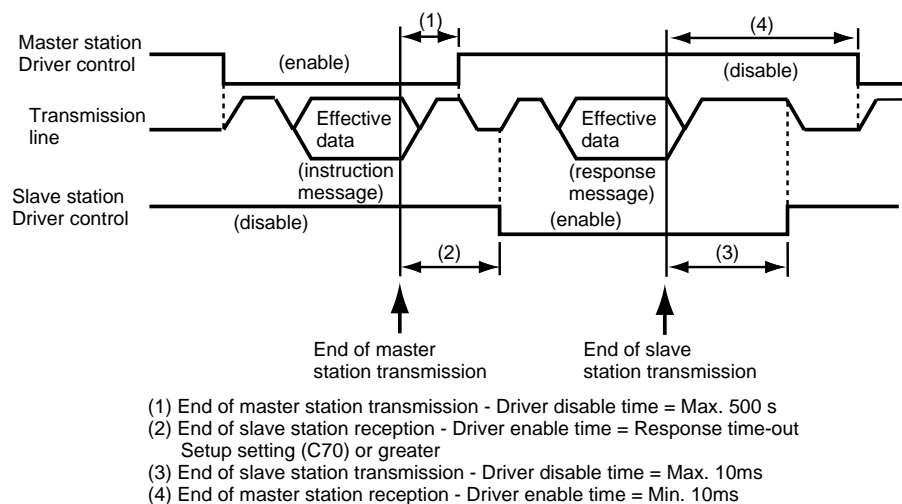 (1)
(4)
Master station
Driver control
(enable)
(disable)
Transmission
line
Effective
data
Effective
data
(instruction
message)
(response
message)
Slave station
Driver control
(disable)
(enable)
(2)
(3)
End of master
station transmission
End of slave
station transmission
(1) End of master station transmission - Driver disable time = Max. 500 s
(2) End of slave station reception - Driver enable time = Response time-out
Setup setting (C70) or greater
(3) End of slave station transmission - Driver disable time = Max. 10ms
(4) End of master station reception - Driver enable time = Min. 10ms